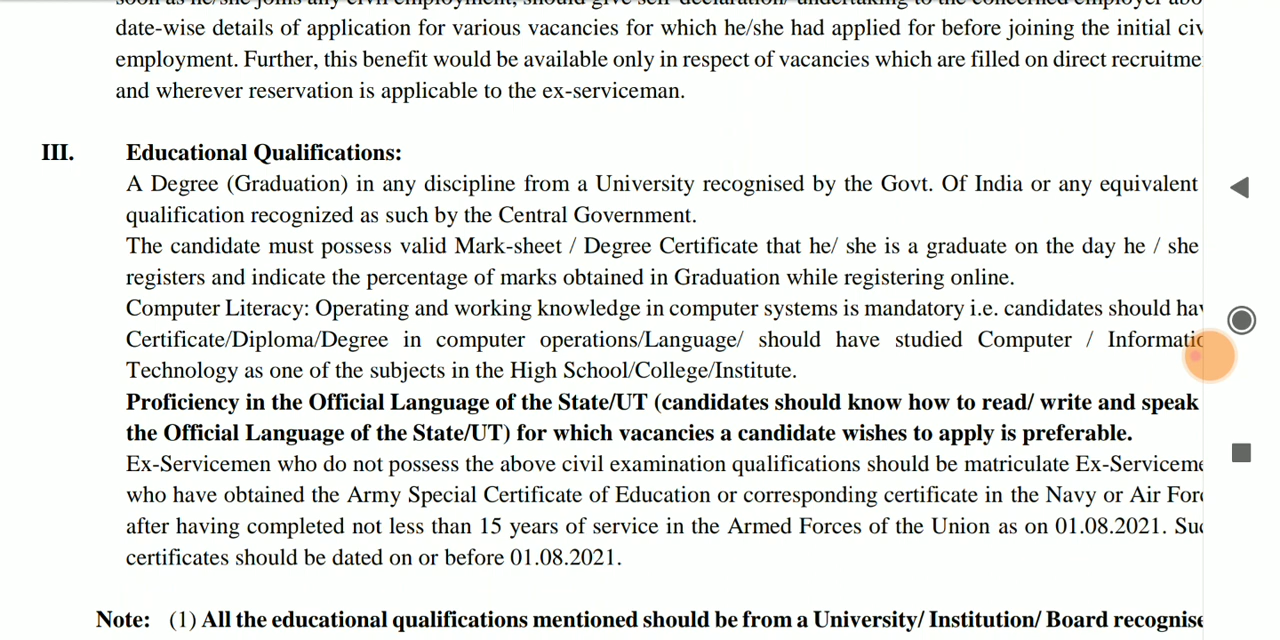 date-wise details of application for various vacancies for which he/she had applied for before joining the initial civ
employment. Further, this benefit would be available only in respect of vacancies which are filled on direct recruitme
and wherever reservation is applicable to the ex-serviceman.
III. Educational Qualifications:
A Degree (Graduation) in any discipline from a University recognised by the Govt. Of India or any equivalent
qualification recognized as such by the Central Government.
The candidate must possess valid Mark-sheet / Degree Certificate that he/ she is a graduate on the day he / she
registers and indicate the percentage of marks obtained in Graduation while registering online.
Computer Literacy: Operating and working knowledge in computer systems is mandatory i.e. candidates should hav
Certificate/Diploma/Degree in computer operations/Language/ should have studied Computer / Informatic
Technology as one of the subjects in the High School/College/Institute.
Proficiency in the Official Language of the State/UT (candidates should know how to read/ write and speak
the Official Language of the State/UT) for which vacancies a candidate wishes to apply is preferable.
Ex-Servicemen who do not possess the above civil examination qualifications should be matriculate Ex-Serviceme
who have obtained the Army Special Certificate of Education or corresponding certificate in the Navy or Air Forc
after having completed not less than 15 years of service in the Armed Forces of the Union as on 01.08.2021. Suc
certificates should be dated on or before 01.08.2021.
Note: (1) All the educational qualifications mentioned should be from a University/ Institution/ Board recognise